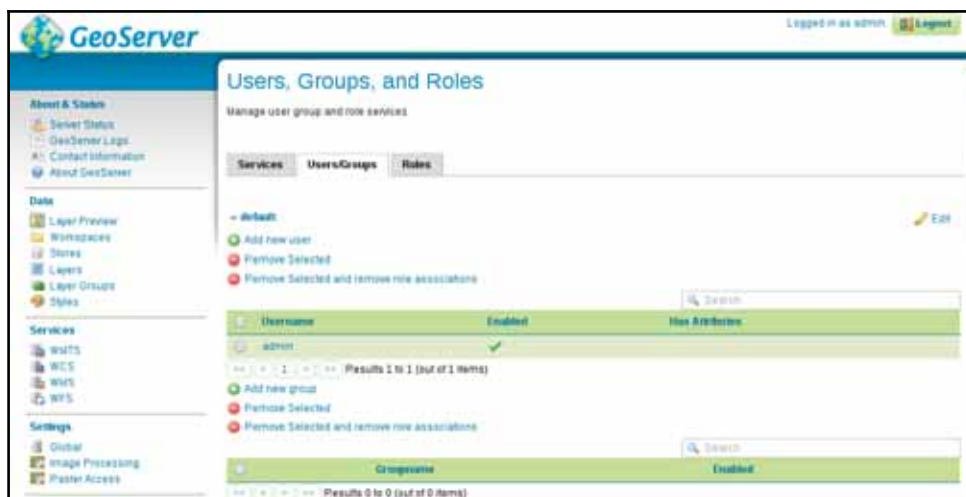 GeoServer
Logged in as admin.
Logout
About & Status
Server Status
GeoServer Logs
Contact Information
About GeoServer
Data
Layer Preview
Workspaces
Stores
Layers
Layer Groups
Styles
Services
WMTS
WCS
WMS
WFS
Settings
Global
Image Processing
Raster Access
Users, Groups, and Roles
Manage user group and role services
Services Users/Groups Roles
default
Edit
Add new user
Remove Selected
Remove Selected and remove role associations
Search
Username Enabled Has Attributes
admin
<< < 1 > >> Results 1 to 1 (out of 1 items)
Add new group
Remove Selected
Remove Selected and remove role associations
Search
Groupname Enabled
<< < > >> Results 0 to 0 (out of 0 items)